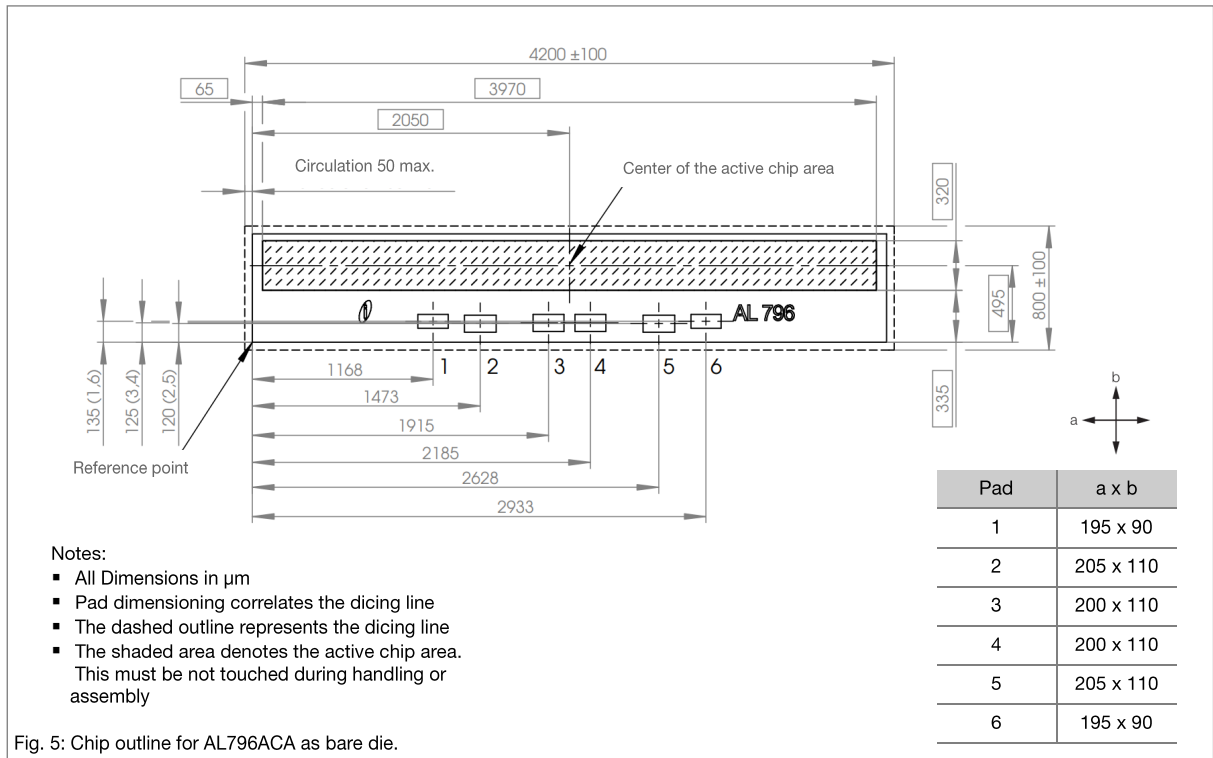 4200 ±100
65
3970
2050
Circulation 50 max.
Center of the active chip area
320
495
800 ±100
335
AL 796
1
2
3
4
5
6
135 (1,6)
125 (3,4)
120 (2,5)
1168
1473
1915
2185
2628
2933
Reference point
b
a
Pad a x b
1 195 x 90
2 205 x 110
3 200 x 110
4 200 x 110
5 205 x 110
6 195 x 90
Notes:
▪ All Dimensions in µm
▪ Pad dimensioning correlates the dicing line
▪ The dashed outline represents the dicing line
▪ The shaded area denotes the active chip area.
This must be not touched during handling or
assembly
Fig. 5: Chip outline for AL796ACA as bare die.